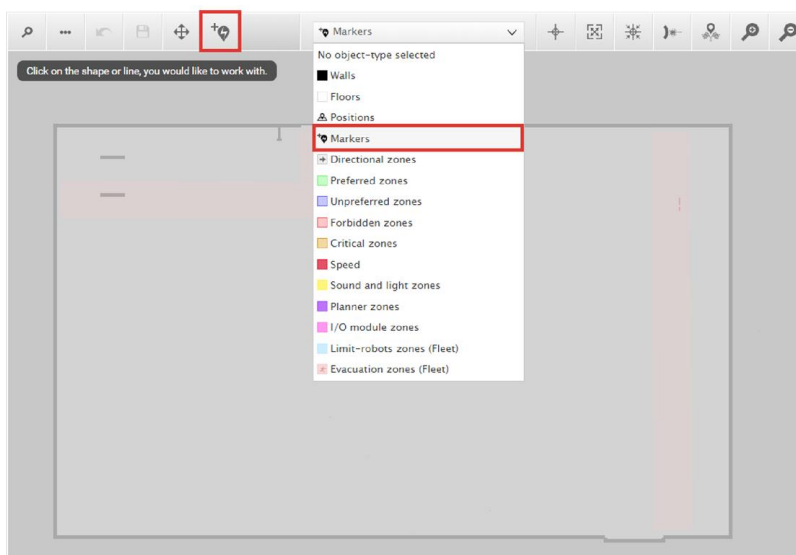 Markers
Click on the shape or line, you would like to work with.
No object-type selected
Walls
Floors
Positions
Markers
Directional zones
Preferred zones
Unpreferred zones
Forbidden zones
Critical zones
Speed
Sound and light zones
Planner zones
I/O module zones
Limit-robots zones (Fleet)
Evacuation zones (Fleet)